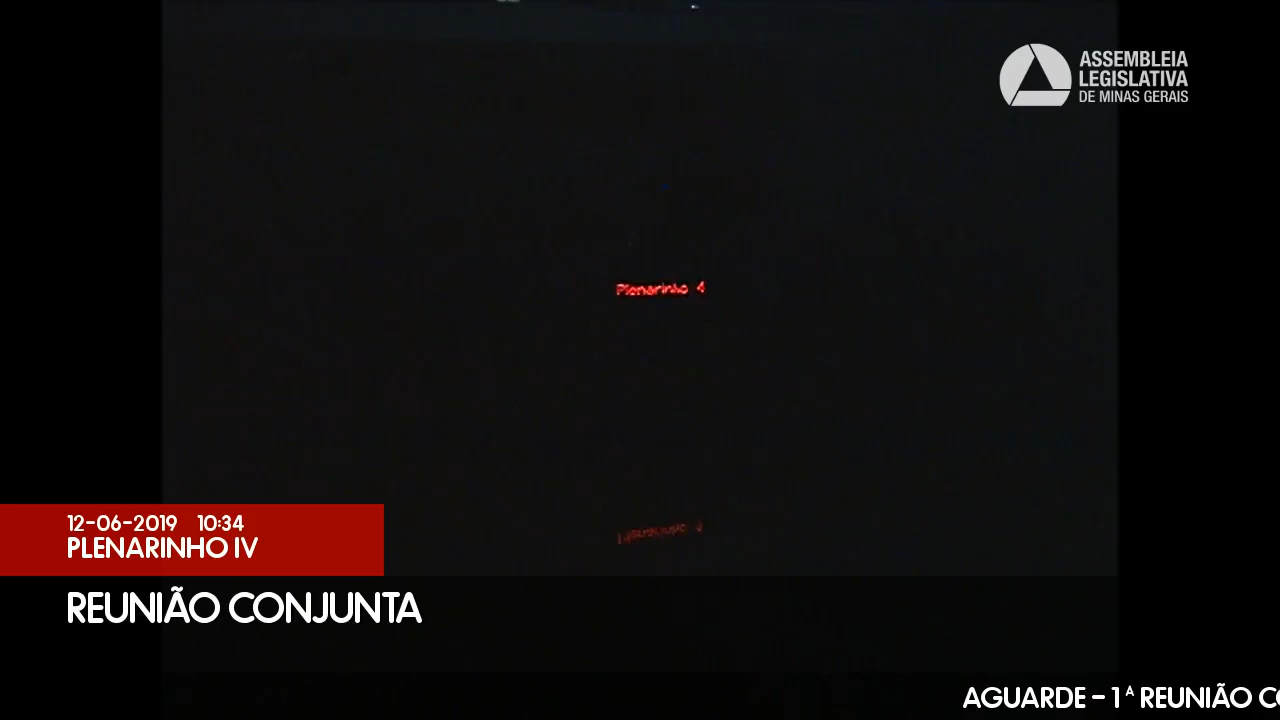 ASSEMBLEIA
LEGISLATIVA
DE MINAS GERAIS
Plenarinho 4
12-06-2019 10:34
PLENARINHO IV
REUNIÃO CONJUNTA
AGUARDE – 1ª REUNIÃO